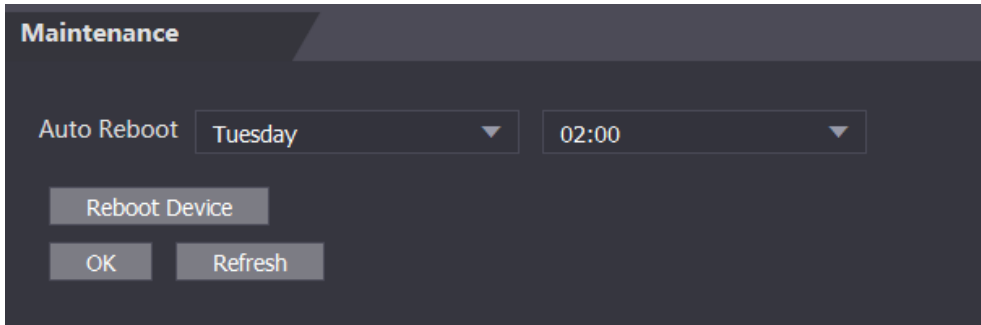 Maintenance
Auto Reboot Tuesday 02:00
Reboot Device
OK Refresh